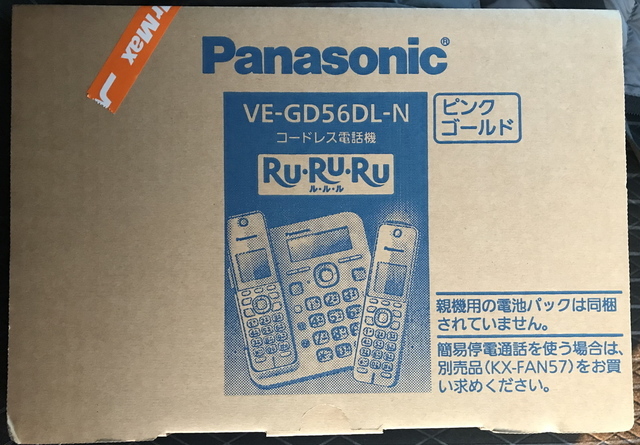 rMax
Panasonic®
VE-GD56DL-N
コードレス電話機
RU・RU・RU
ル・ル・ル
ピンク
ゴールド
Panasonic
親機用の電池パックは同梱
されていません。
簡易停電通話を使う場合は、
別売品(KX-FAN57)をお買
い求めください。